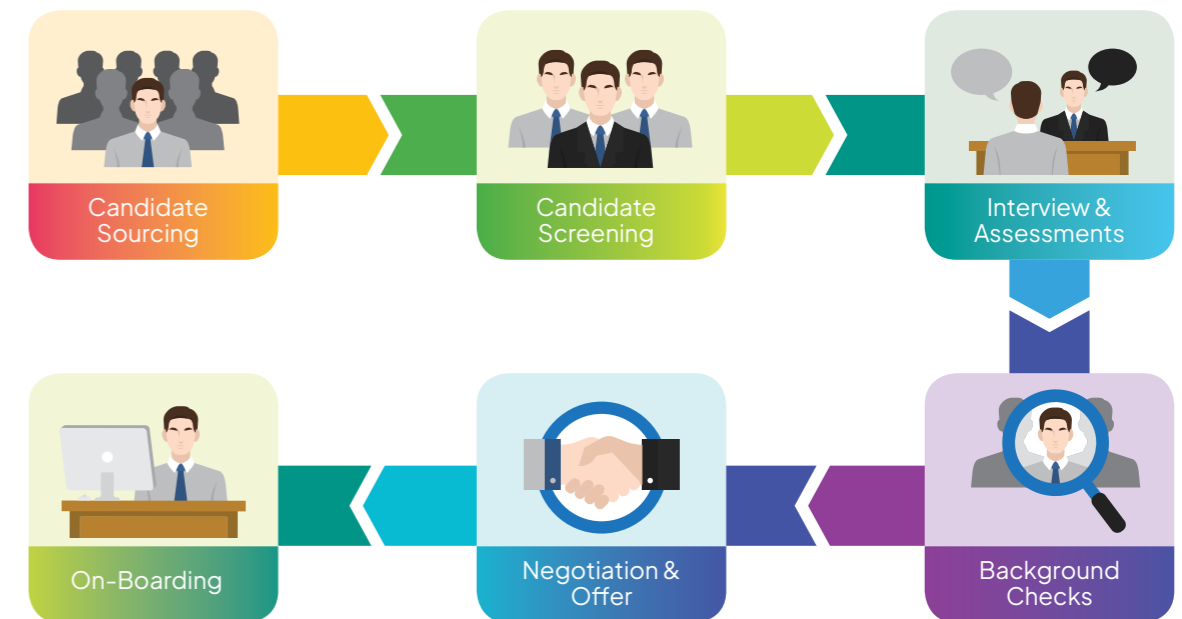 Candidate
Sourcing
Candidate
Screening
Interview &
Assessments
Background
Checks
Negotiation &
Offer
On-Boarding